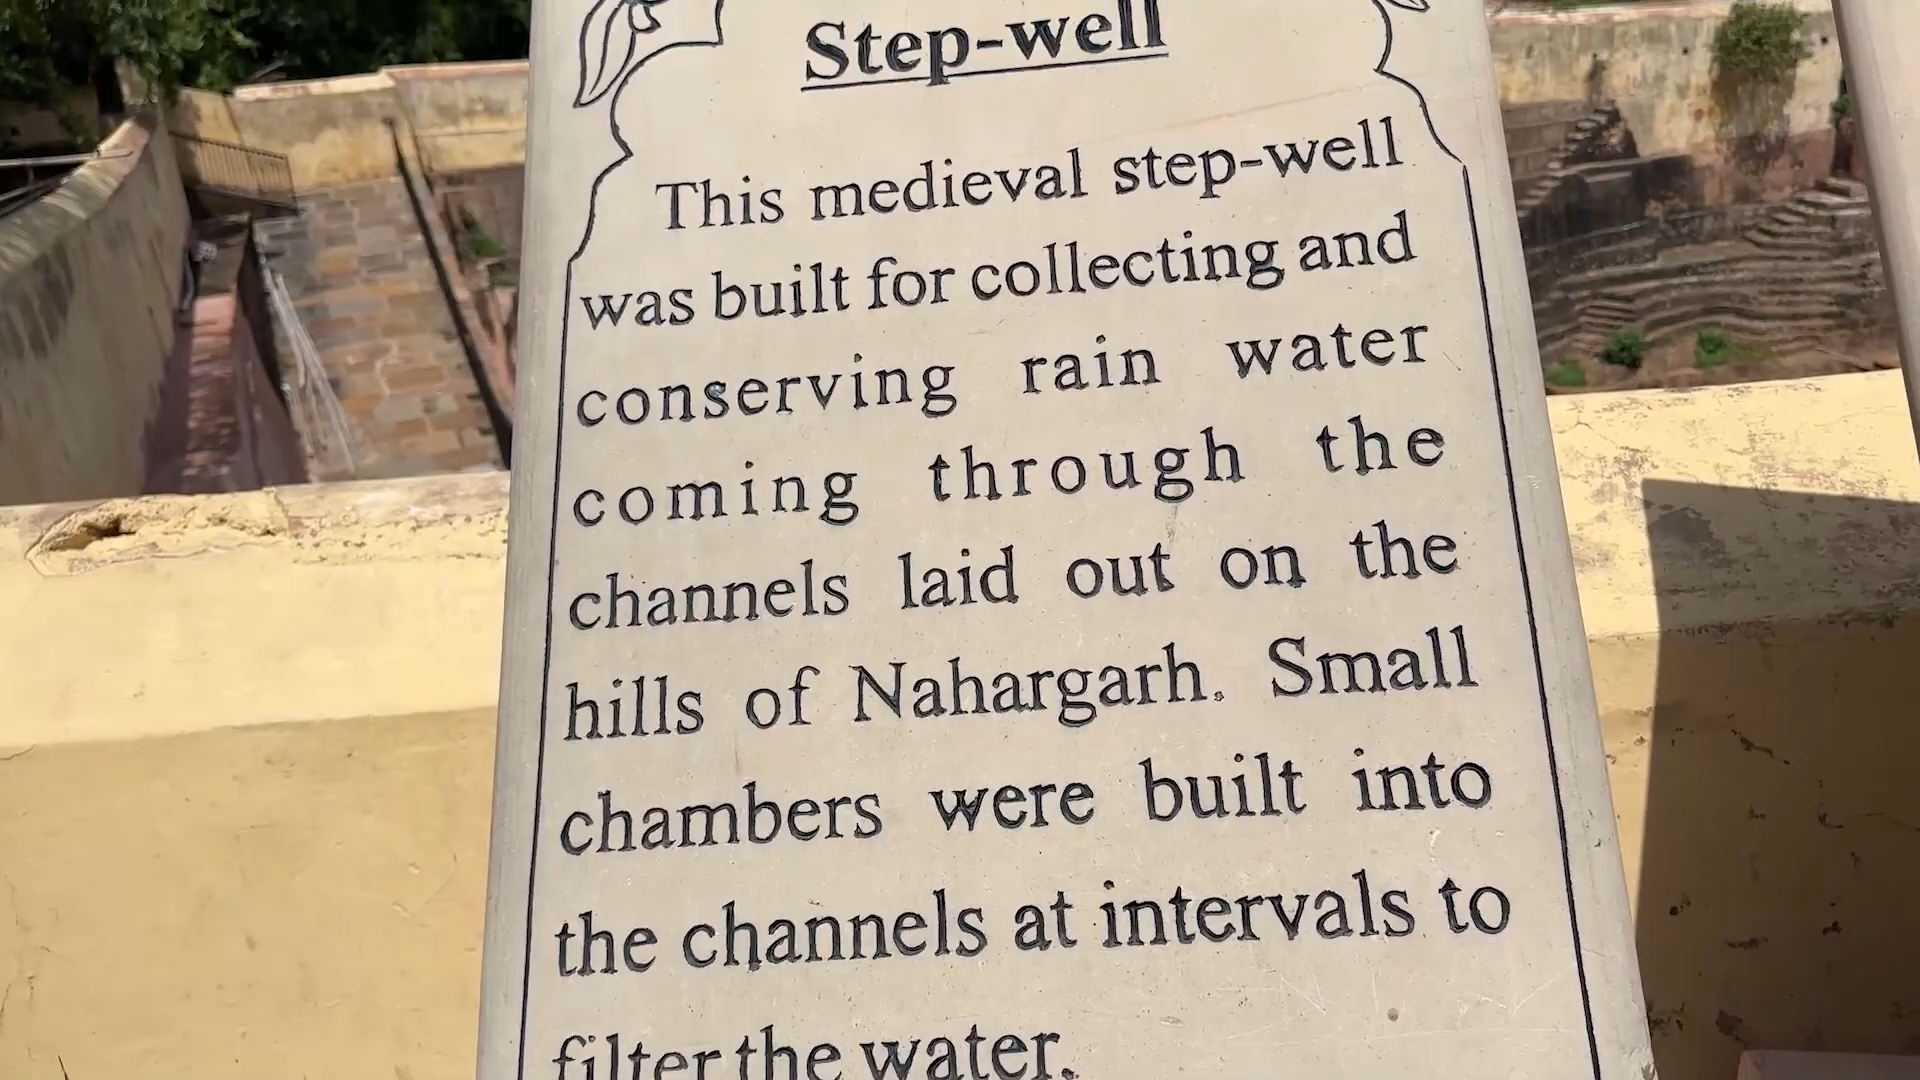 Step-well
This medieval step-well
was built for collecting and
conserving rain water
coming through the
channels laid out on the
hills of Nahargarh. Small
chambers were built into
the channels at intervals to
filter the water.